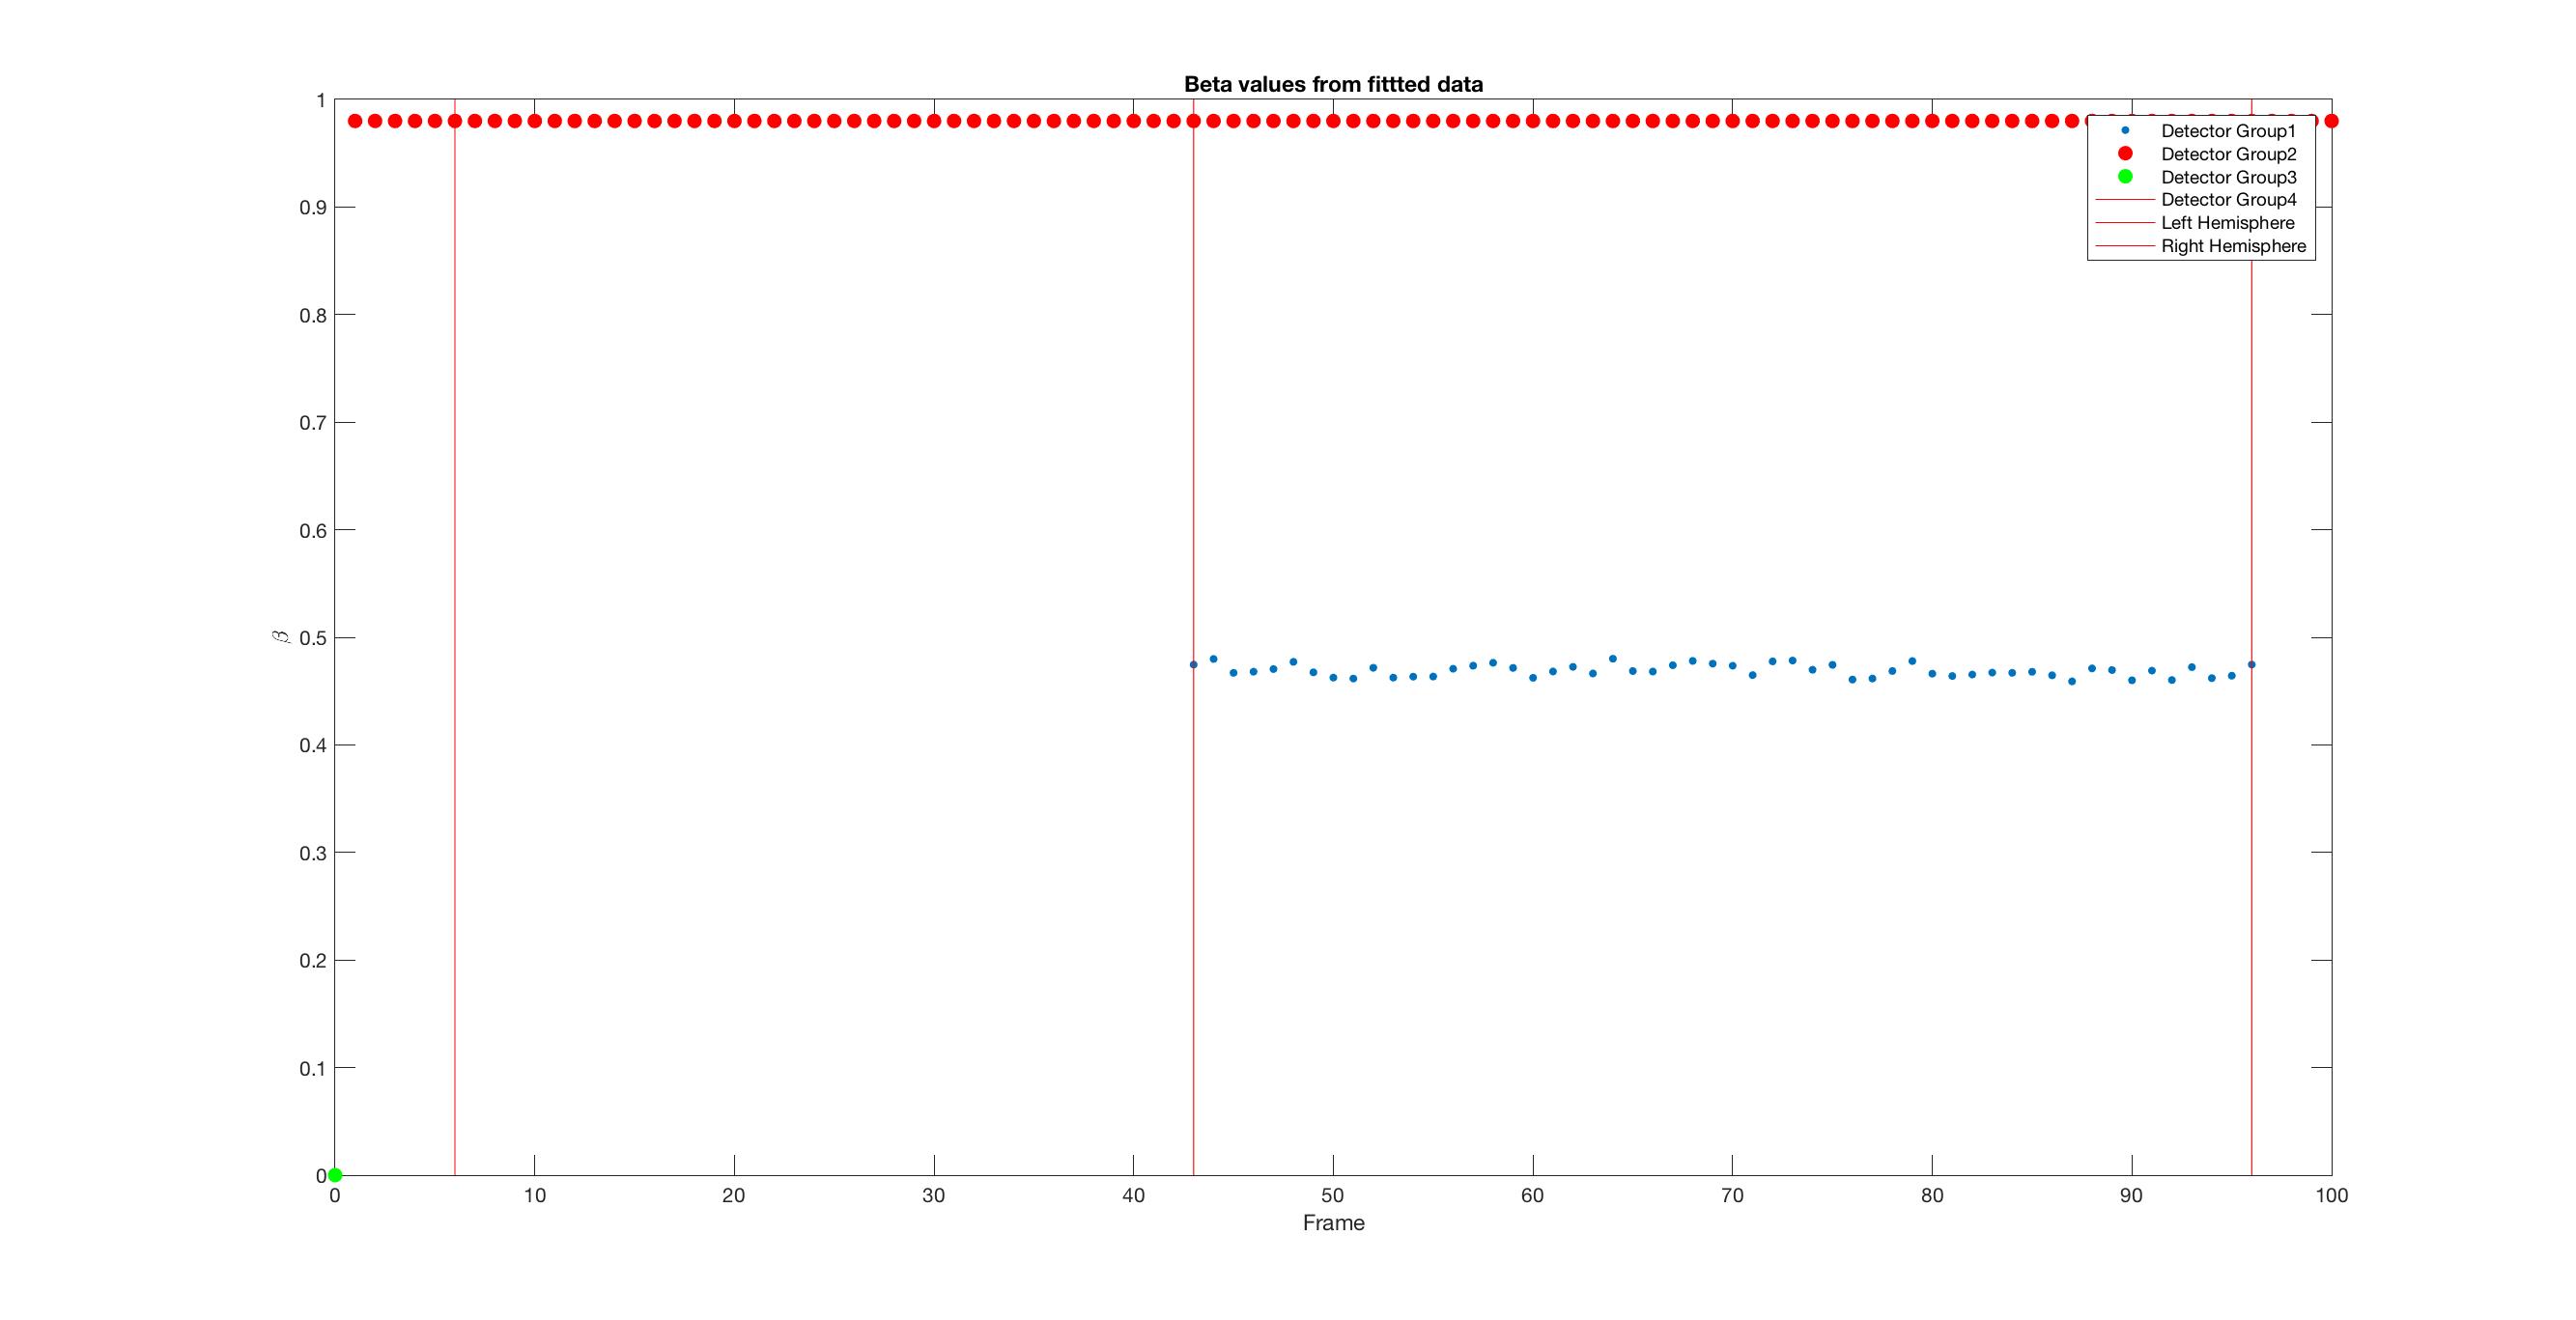 Beta values from fittted data
1
0.9
0.8
0.7
0.6
0.5
0.4
0.3
0.2
0.1
0
β
Detector Group1
Detector Group2
Detector Group3
Detector Group4
Left Hemisphere
Right Hemisphere
0 10 20 30 40 50 60 70 80 90 100
Frame